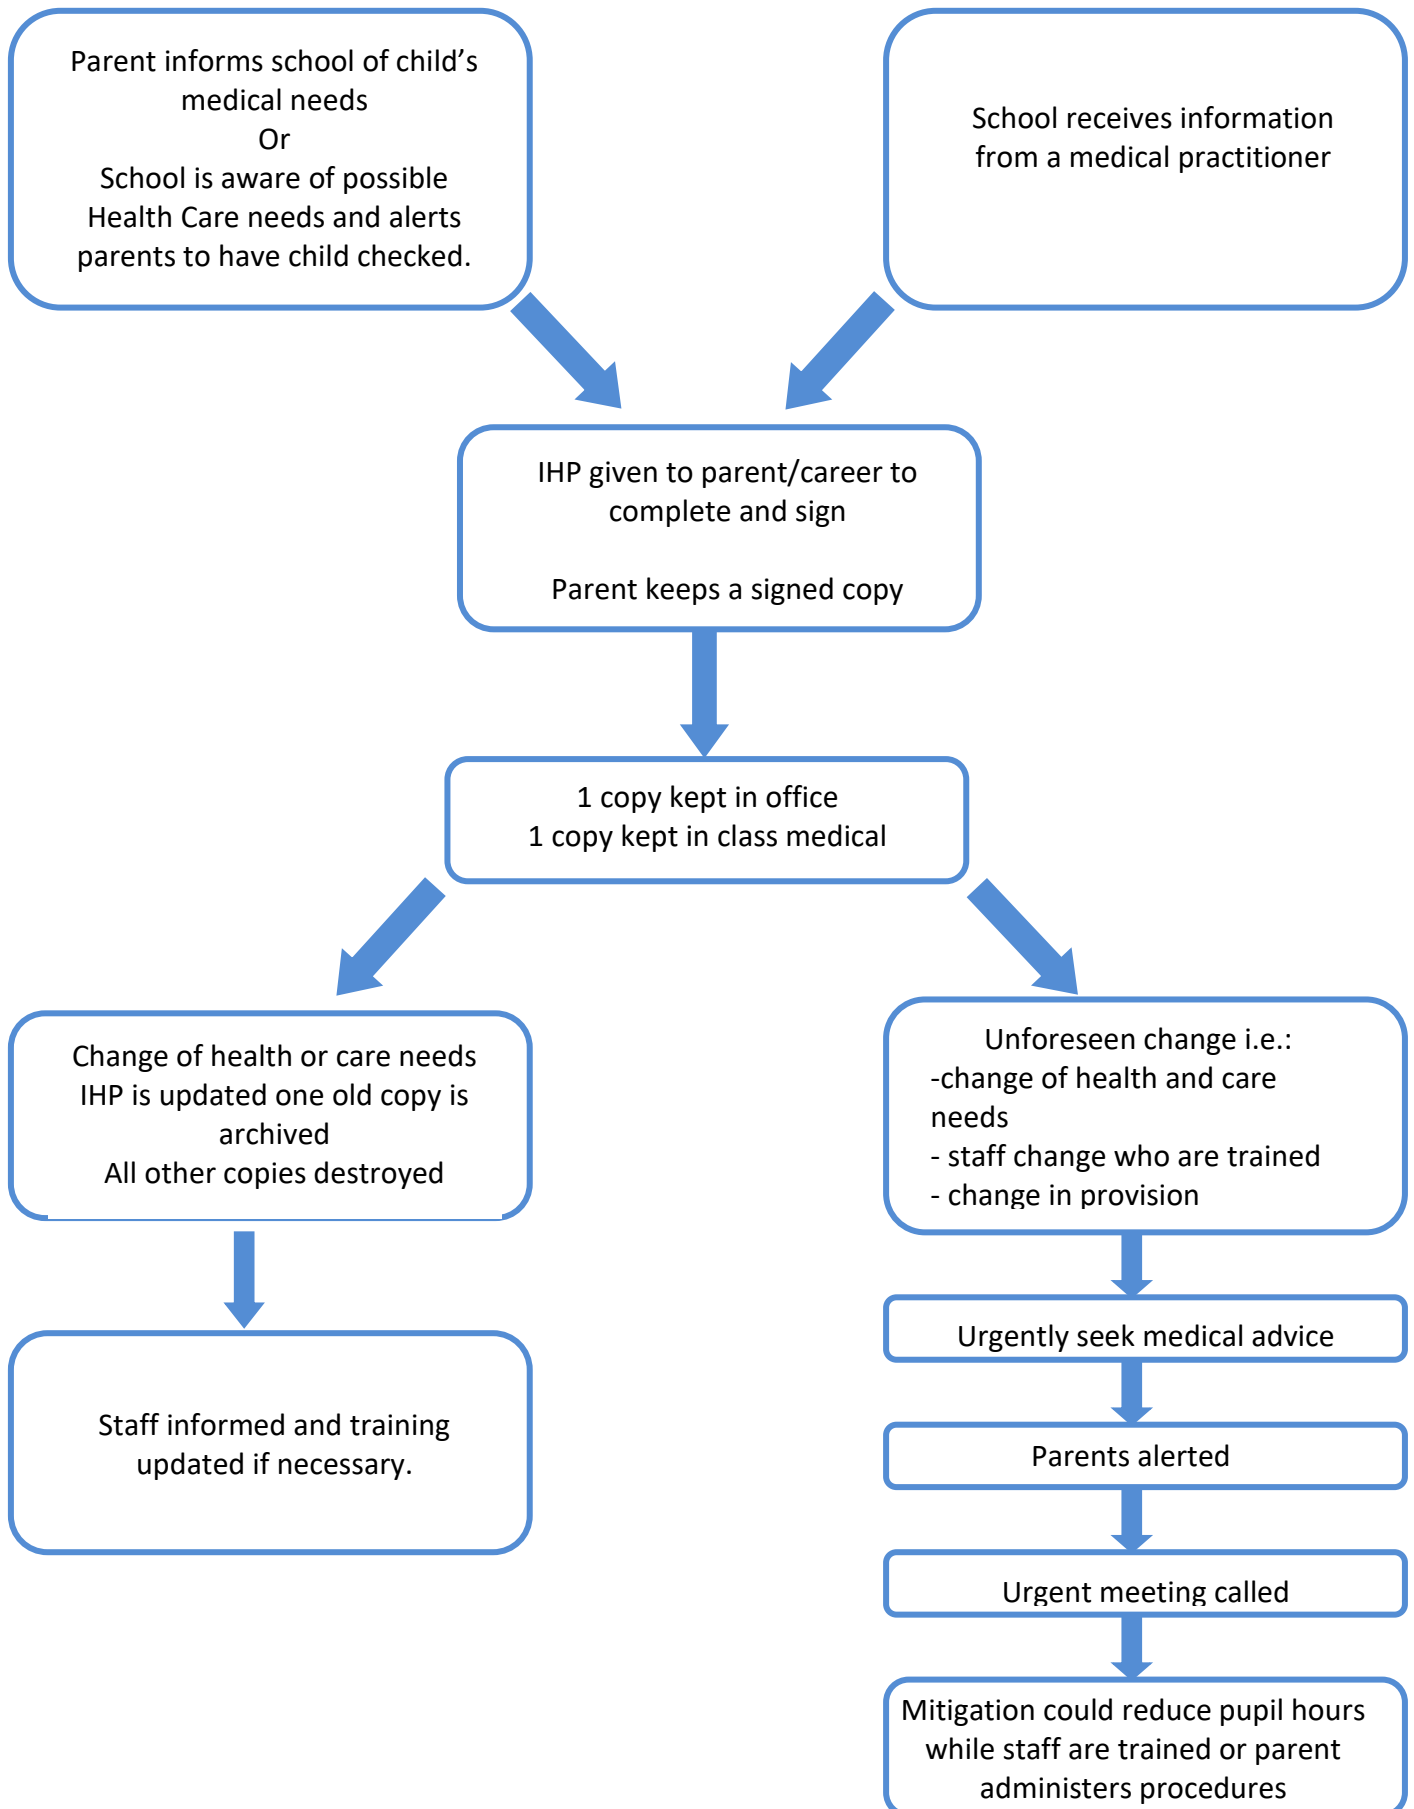 Parent informs school of child’s
medical needs
Or
School is aware of possible
Health Care needs and alerts
parents to have child checked.
School receives information
from a medical practitioner
IHP given to parent/career to
complete and sign
Parent keeps a signed copy
1 copy kept in office
1 copy kept in class medical
Change of health or care needs
IHP is updated one old copy is
archived
All other copies destroyed
Staff informed and training
updated if necessary.
Unforeseen change i.e.:
-change of health and care
needs
- staff change who are trained
- change in provision
Urgently seek medical advice
Parents alerted
Urgent meeting called
Mitigation could reduce pupil hours
while staff are trained or parent
administers procedures